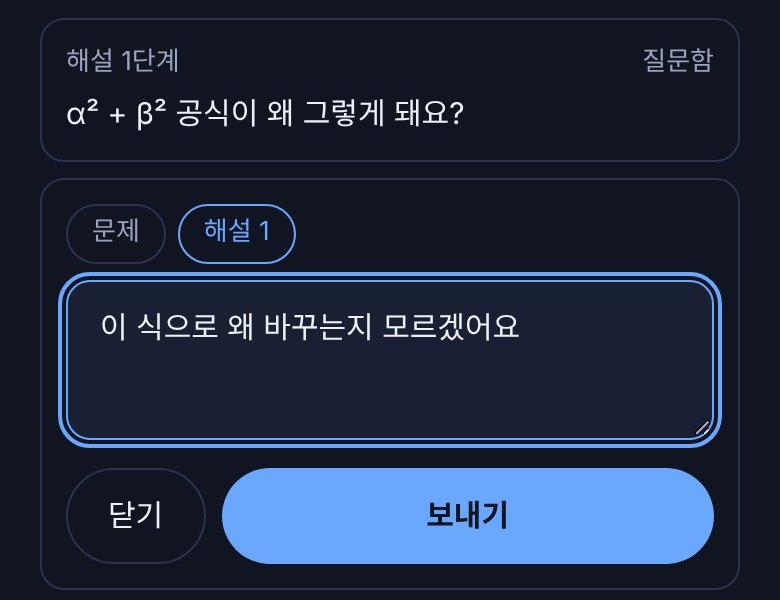 해설 1단계
질문함
α² + β² 공식이 왜 그렇게 돼요?
문제
해설 1
이 식으로 왜 바꾸는지 모르겠어요
닫기
보내기